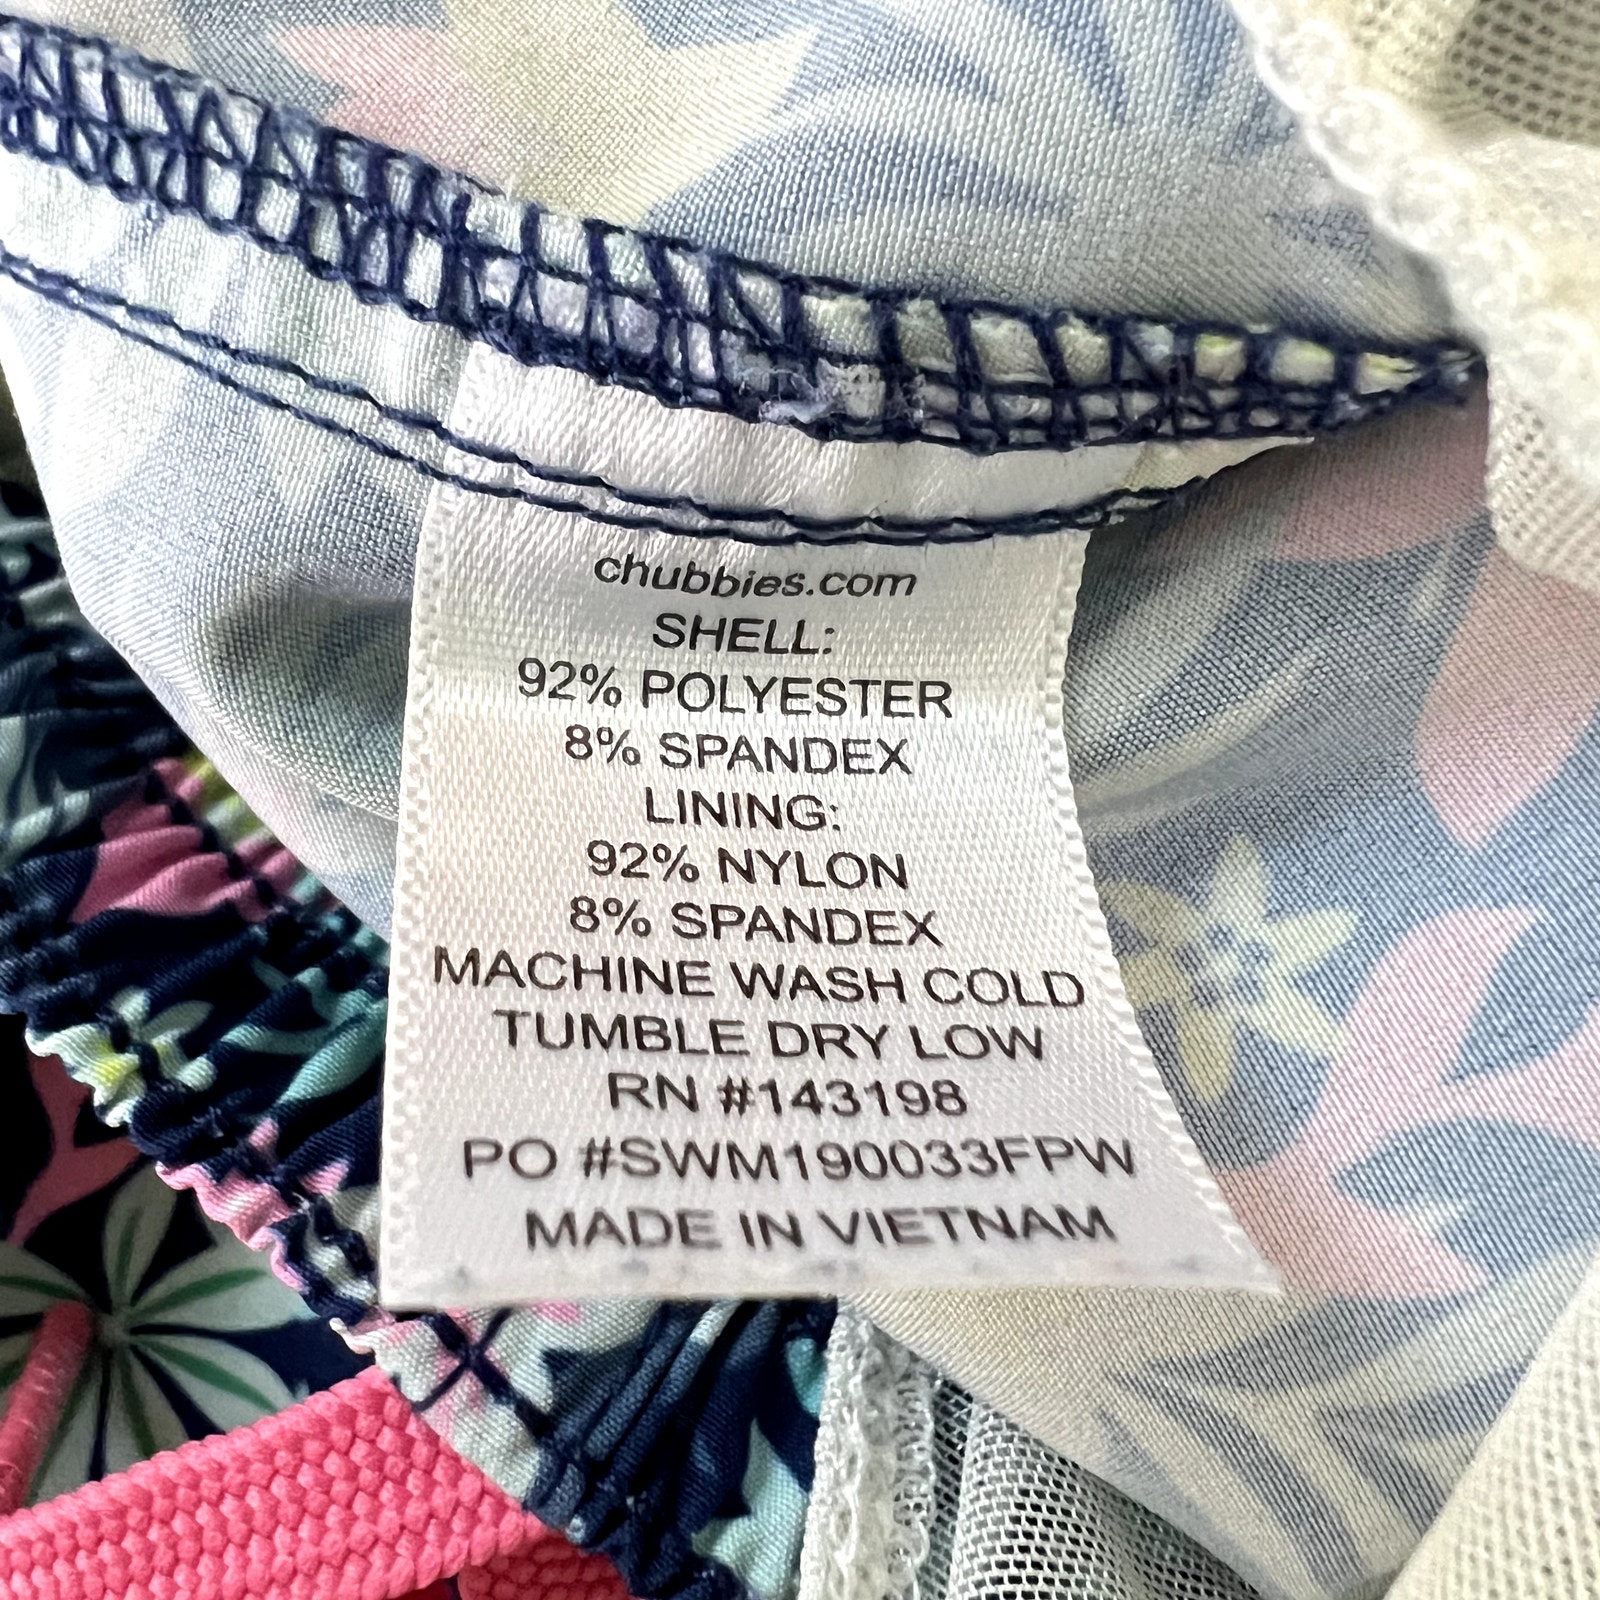 chubbies.com
SHELL:
92% POLYESTER
8% SPANDEX
LINING:
92% NYLON
8% SPANDEX
MACHINE WASH COLD
TUMBLE DRY LOW
RN #143198
PO #SWM190033FPW
MADE IN VIETNAM